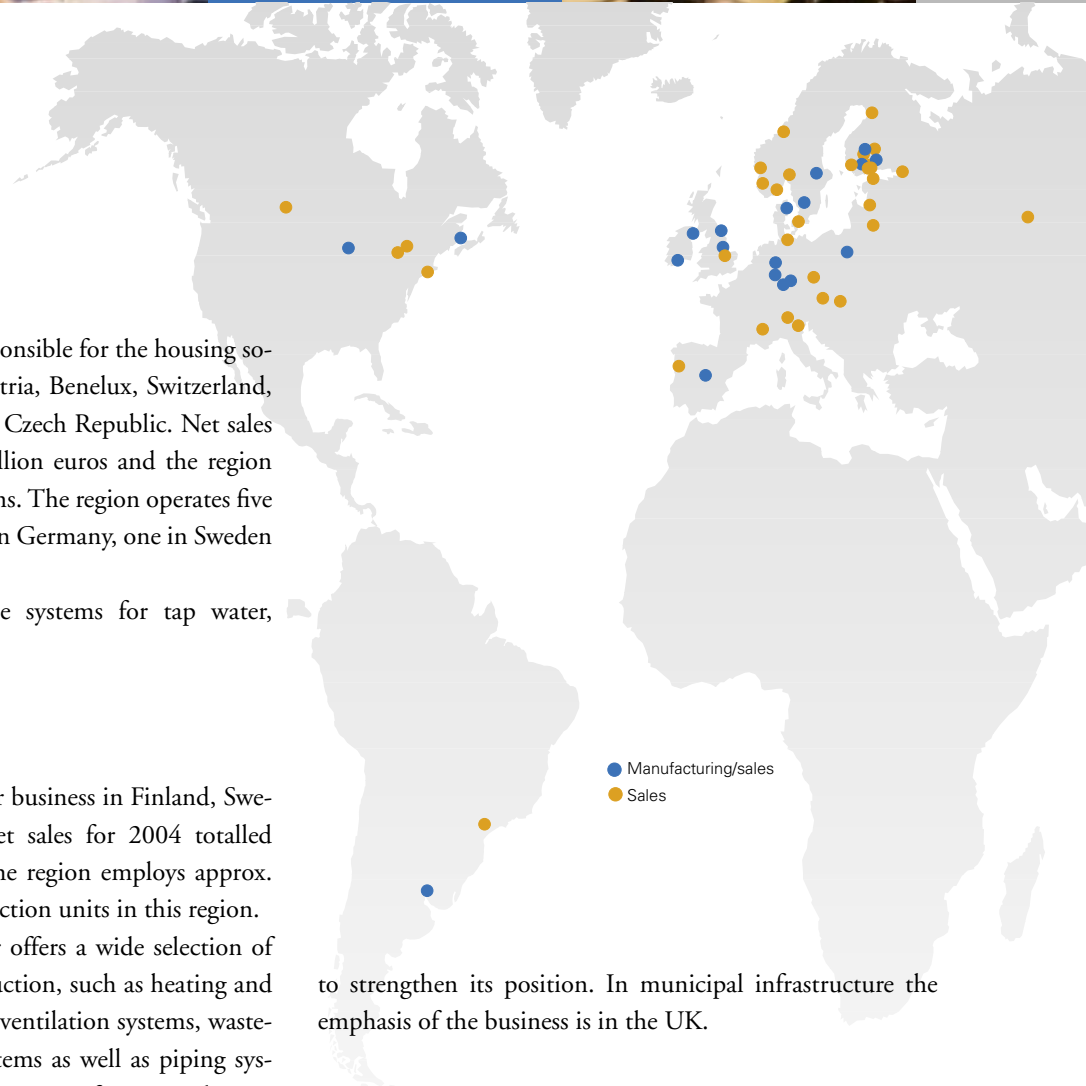 onsible for the housing so-
tria, Benelux, Switzerland,
Czech Republic. Net sales
llion euros and the region
ns. The region operates five
n Germany, one in Sweden
e systems for tap water,
r business in Finland, Swe-
et sales for 2004 totalled
ne region employs approx.
ction units in this region.
r offers a wide selection of
uction, such as heating and
ventilation systems, waste-
tems as well as piping sys-
Manufacturing/sales
Sales
to strengthen its position. In municipal infrastructure the
emphasis of the business is in the UK.